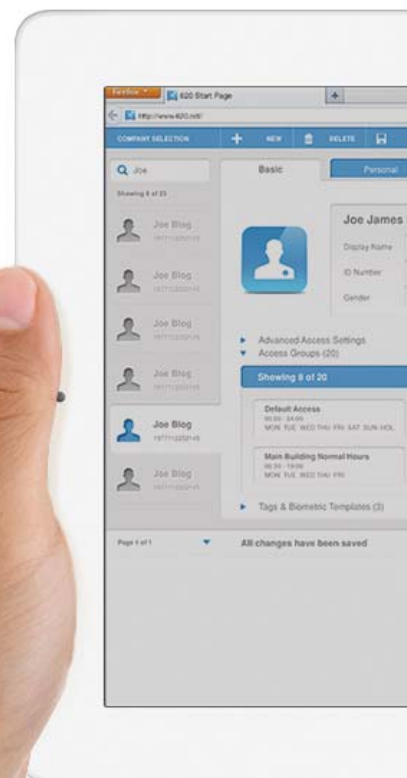 Firefox
620 Start Page
+
http://www.620.net/
COMPANY SELECTION
+ NEW
DELETE
Joe
Basic
Personal
Showing 6 of 23
Joe James
Display Name
ID Number
Gender
Joe Blog
Joe Blog
Joe Blog
Joe Blog
Joe Blog
Joe Blog
Advanced Access Settings
Access Groups (20)
Showing 8 of 20
Default Access
00:00 - 24:00
MON TUE WED THU FRI SAT SUN HOL
Main Building Normal Hours
MON TUE WED THU FRI
Tags & Biometric Templates (3)
Page 1 of 1
All changes have been saved